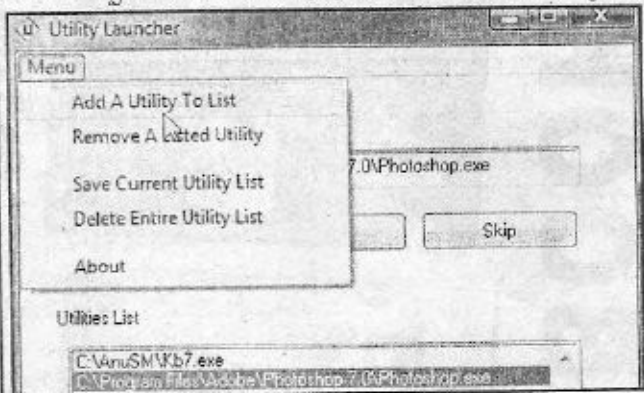 Utility Launcher
Menu
Add A Utility To List
Remove A Listed Utility
7.0\Photoshop.exe
Save Current Utility List
Delete Entire Utility List
Skip
About
Utilities List
C:\AnuSM\Kb7.exe
C:\Program Files\Adobe\Photoshop 7.0\Photoshop.exe